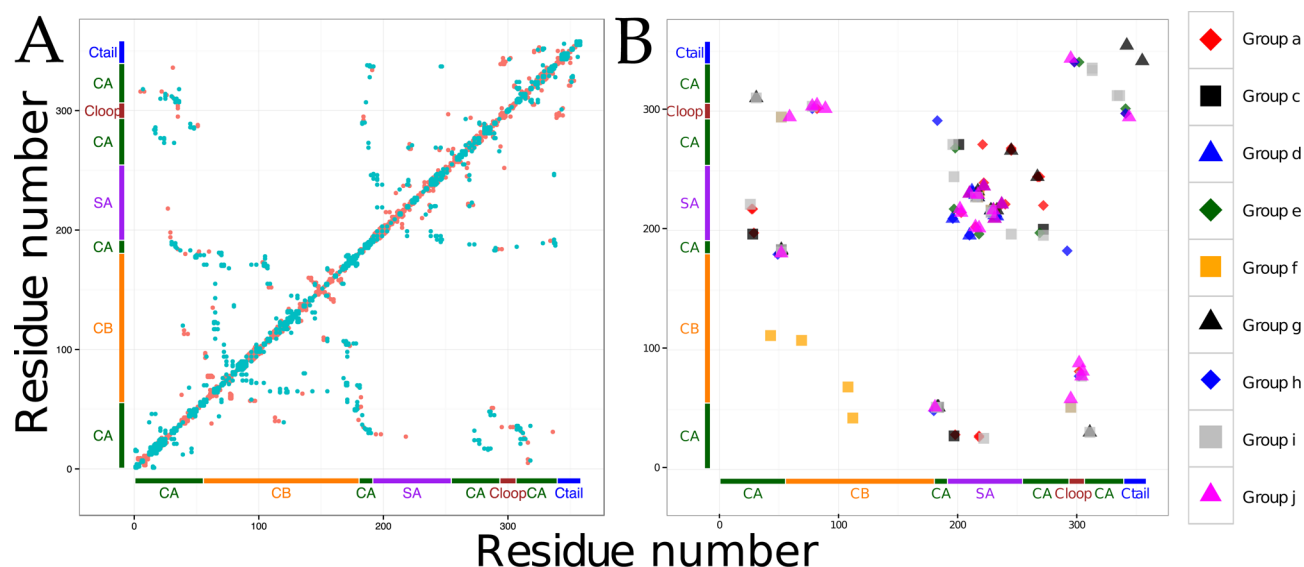 A
B
Residue number
Ctail
CA
Cloop
CA
SA
CA
CB
CA
300
200
100
0
CA
CB
CA
SA
CA
Cloop
CA
Ctail
0
100
200
300
Ctail
CA
Cloop
CA
SA
CA
CB
CA
300
200
100
0
CA
CB
CA
SA
CA
Cloop
CA
Ctail
0
100
200
300
Residue number
Group a
Group c
Group d
Group e
Group f
Group g
Group h
Group i
Group j